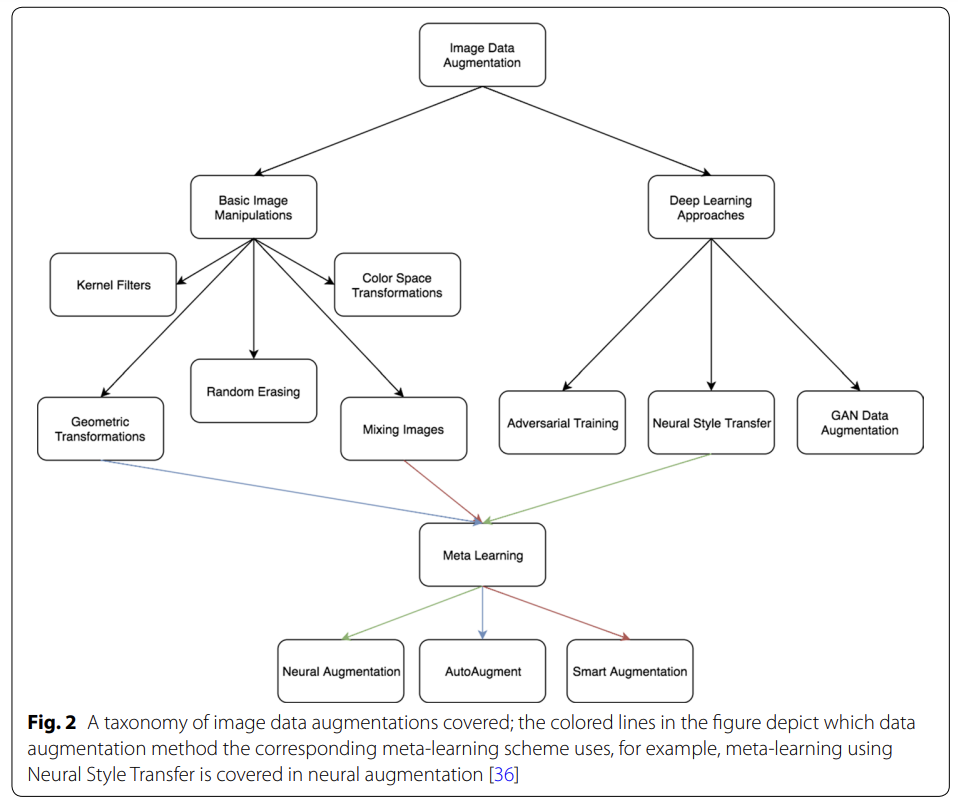 Image Data
Augmentation
Basic Image
Manipulations
Deep Learning
Approaches
Kernel Filters
Color Space
Transformations
Geometric
Transformations
Random Erasing
Mixing Images
Adversarial Training
Neural Style Transfer
GAN Data
Augmentation
Meta Learning
Neural Augmentation
AutoAugment
Smart Augmentation
Fig. 2 A taxonomy of image data augmentations covered; the colored lines in the figure depict which data
augmentation method the corresponding meta-learning scheme uses, for example, meta-learning using
Neural Style Transfer is covered in neural augmentation [36]